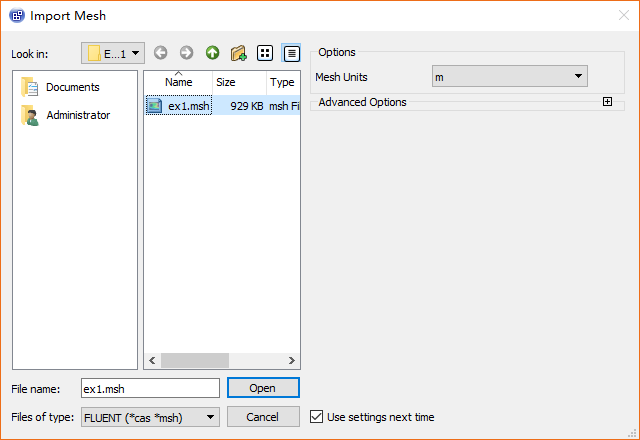 Import Mesh
Look in:
E...1
Options
Mesh Units
m
Advanced Options
Documents
Administrator
Name
Size
Type
ex1.msh
929 KB
msh Fi
File name:
ex1.msh
Open
Files of type:
FLUENT (*cas *msh)
Cancel
Use settings next time